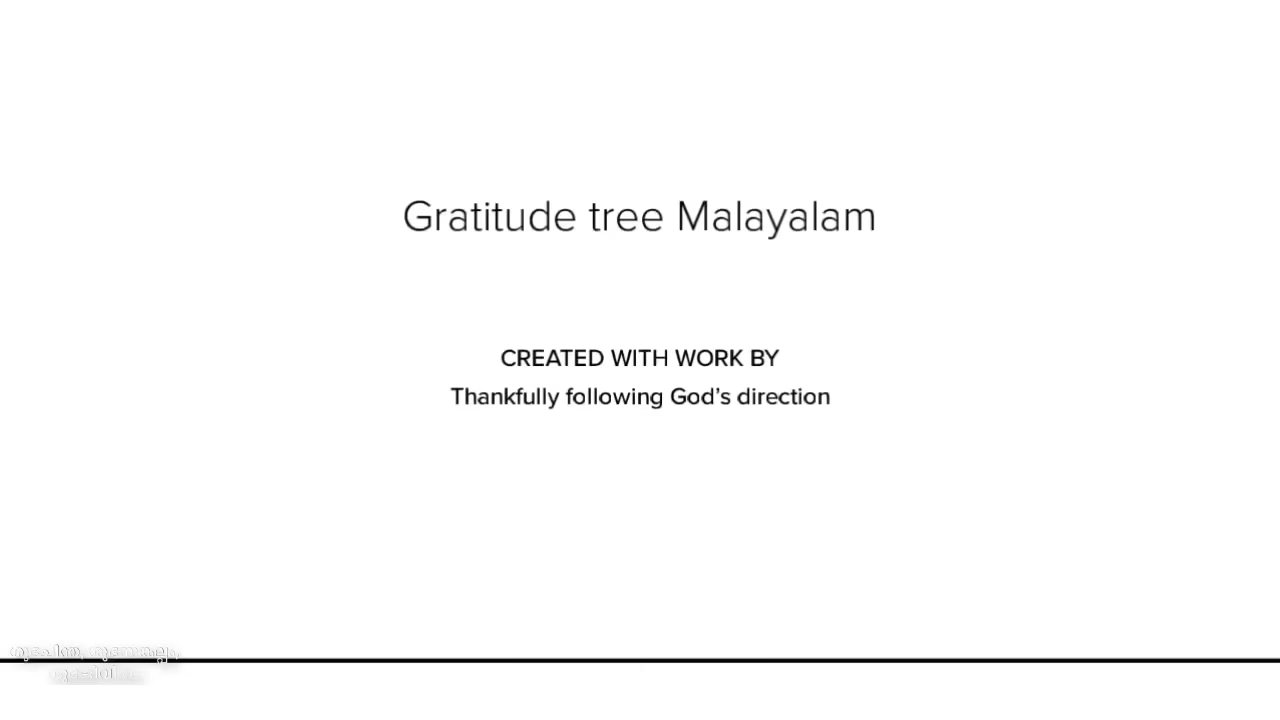 Gratitude tree Malayalam
CREATED WITH WORK BY
Thankfully following God's direction